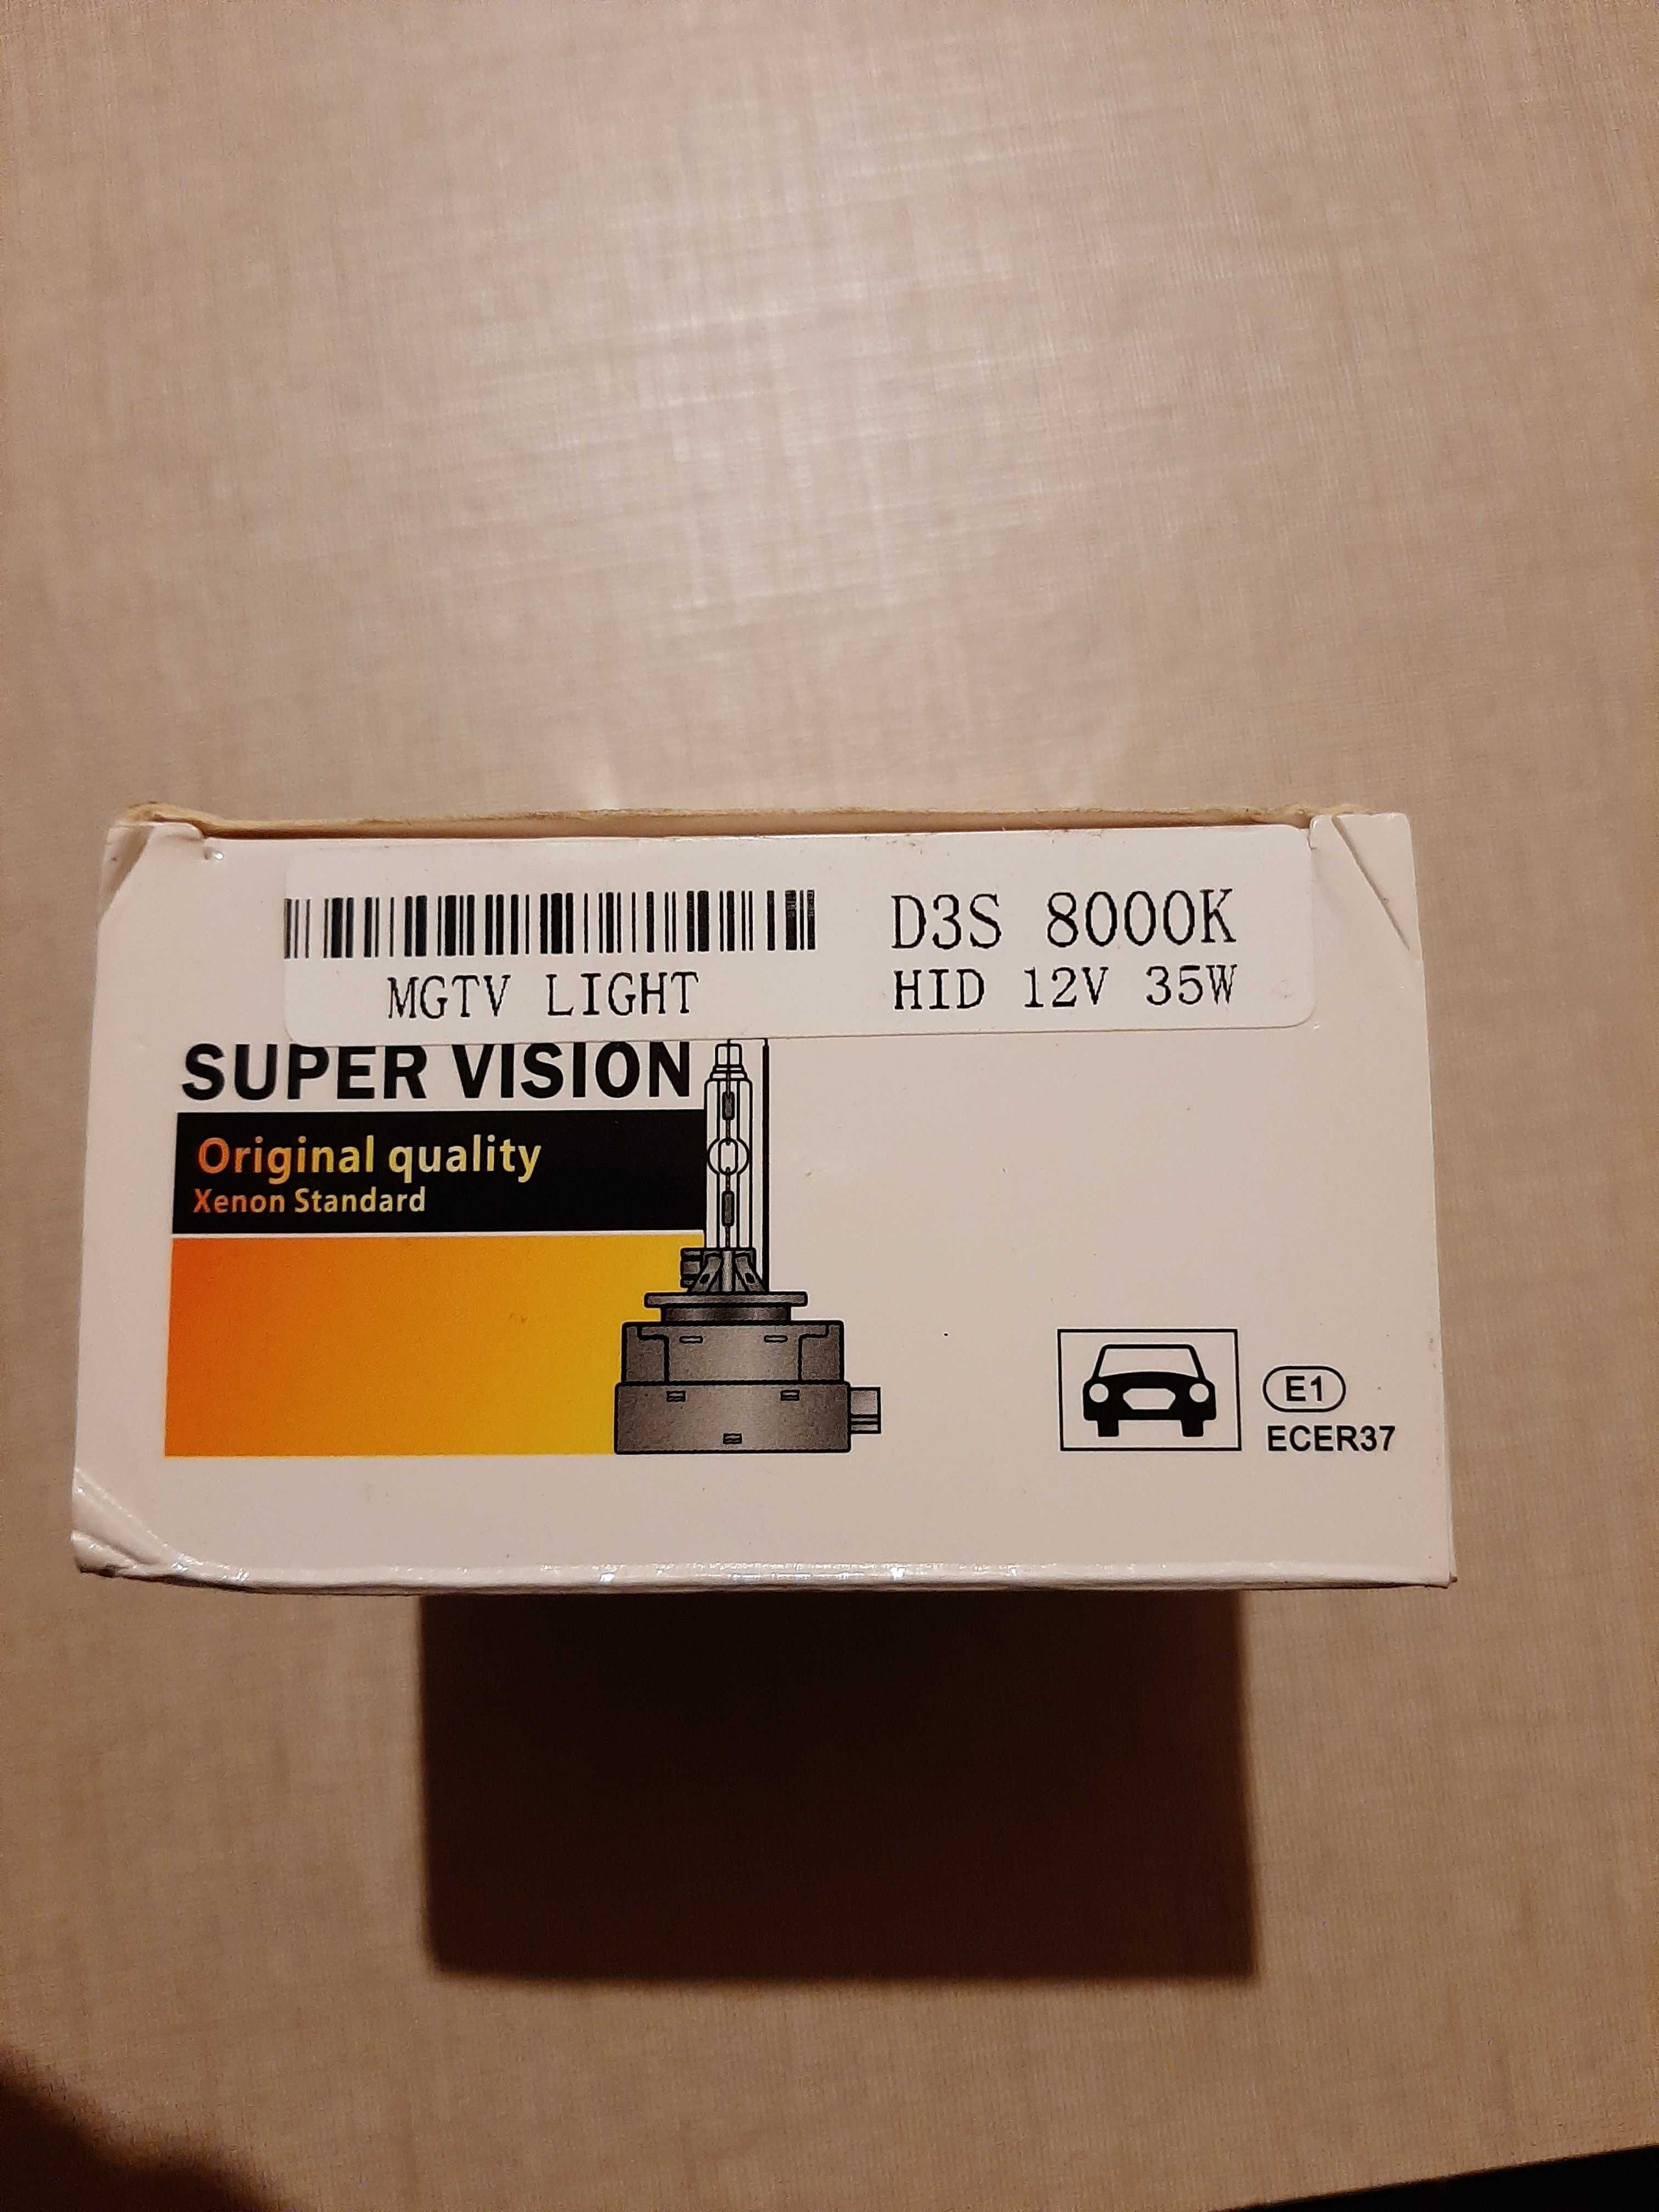 D3S 8000K
MGTV LIGHT
HID 12V 35W
SUPER VISION
Original quality
Xenon Standard
E1
ECER37